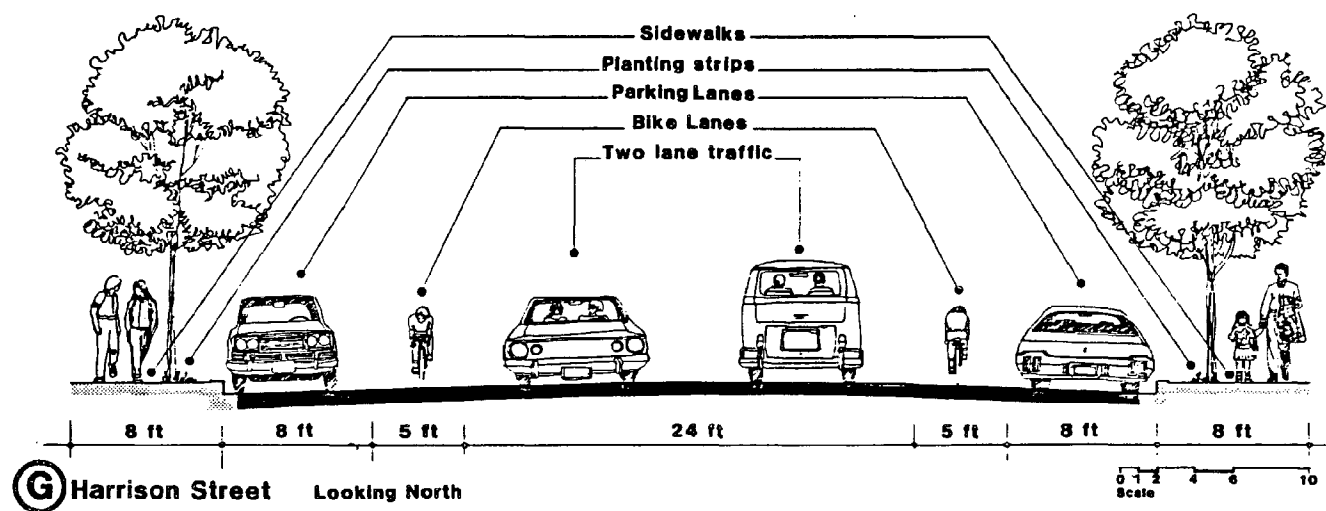 Sidewalks
Planting strips
Parking Lanes
Bike Lanes
Two lane traffic
8 ft 8 ft 5 ft 24 ft 5 ft 8 ft 8 ft
G Harrison Street Looking North
0 1 2 4 6 10
Scale